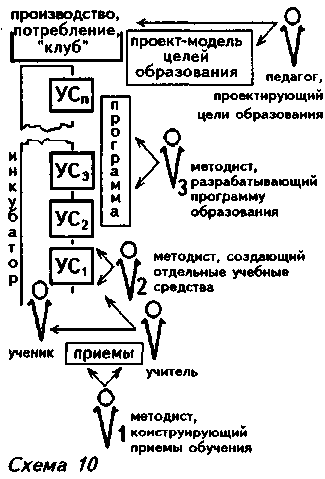 производство,
потребление,
"клуб"
проект-модель
целей
образования
педагог,
проектирующий
цели образования
УСn
программа
инкубатор
УС3
3
методист,
разрабатывающий
программу
образования
УС2
УС1
2
методист, создающий
отдельные учебные
средства
ученик
приемы
учитель
1
методист,
конструирующий
приемы обучения
Схема 10